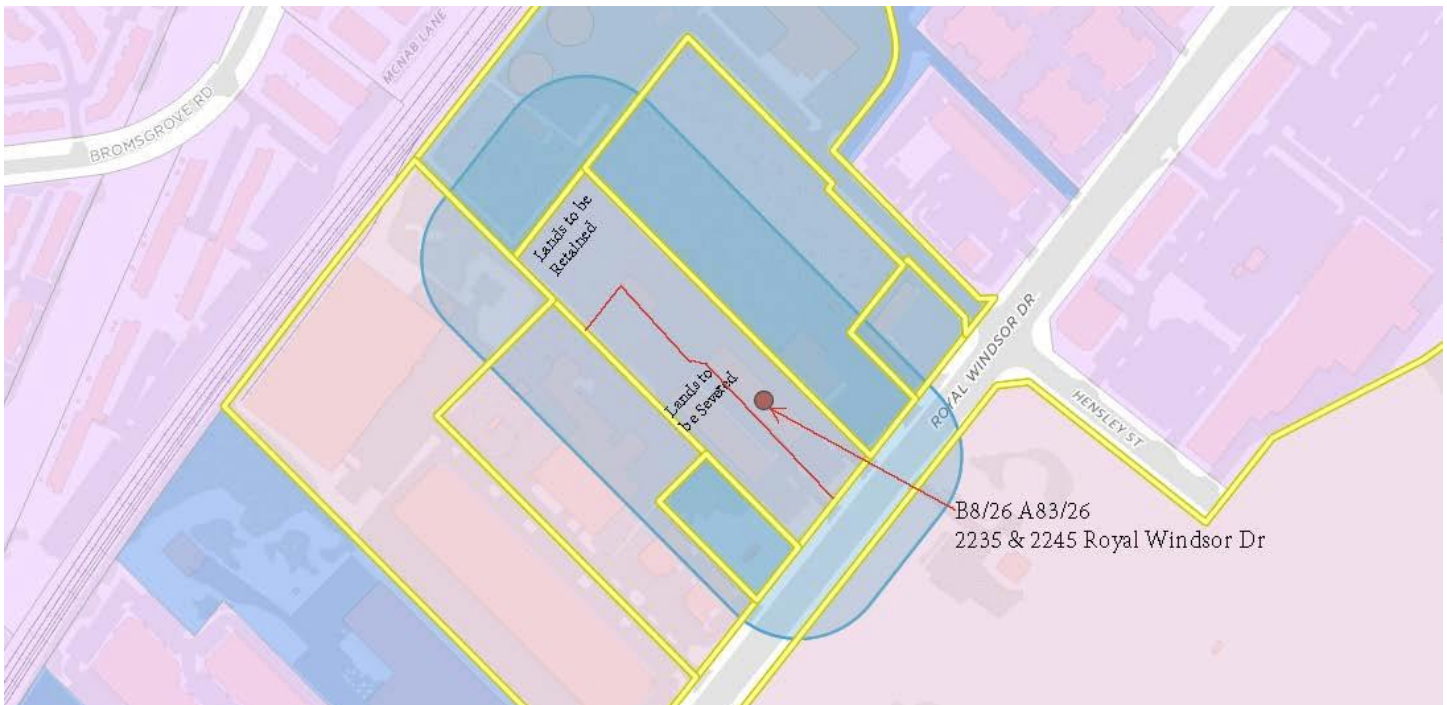 MCNAB LANE
BROMSGROVE RD
Lands to be
Retained
ROYAL WINDSOR DR
Lands to
be Severed
HENSLEY ST
B8/26 A83/26
2235 & 2245 Royal Windsor Dr